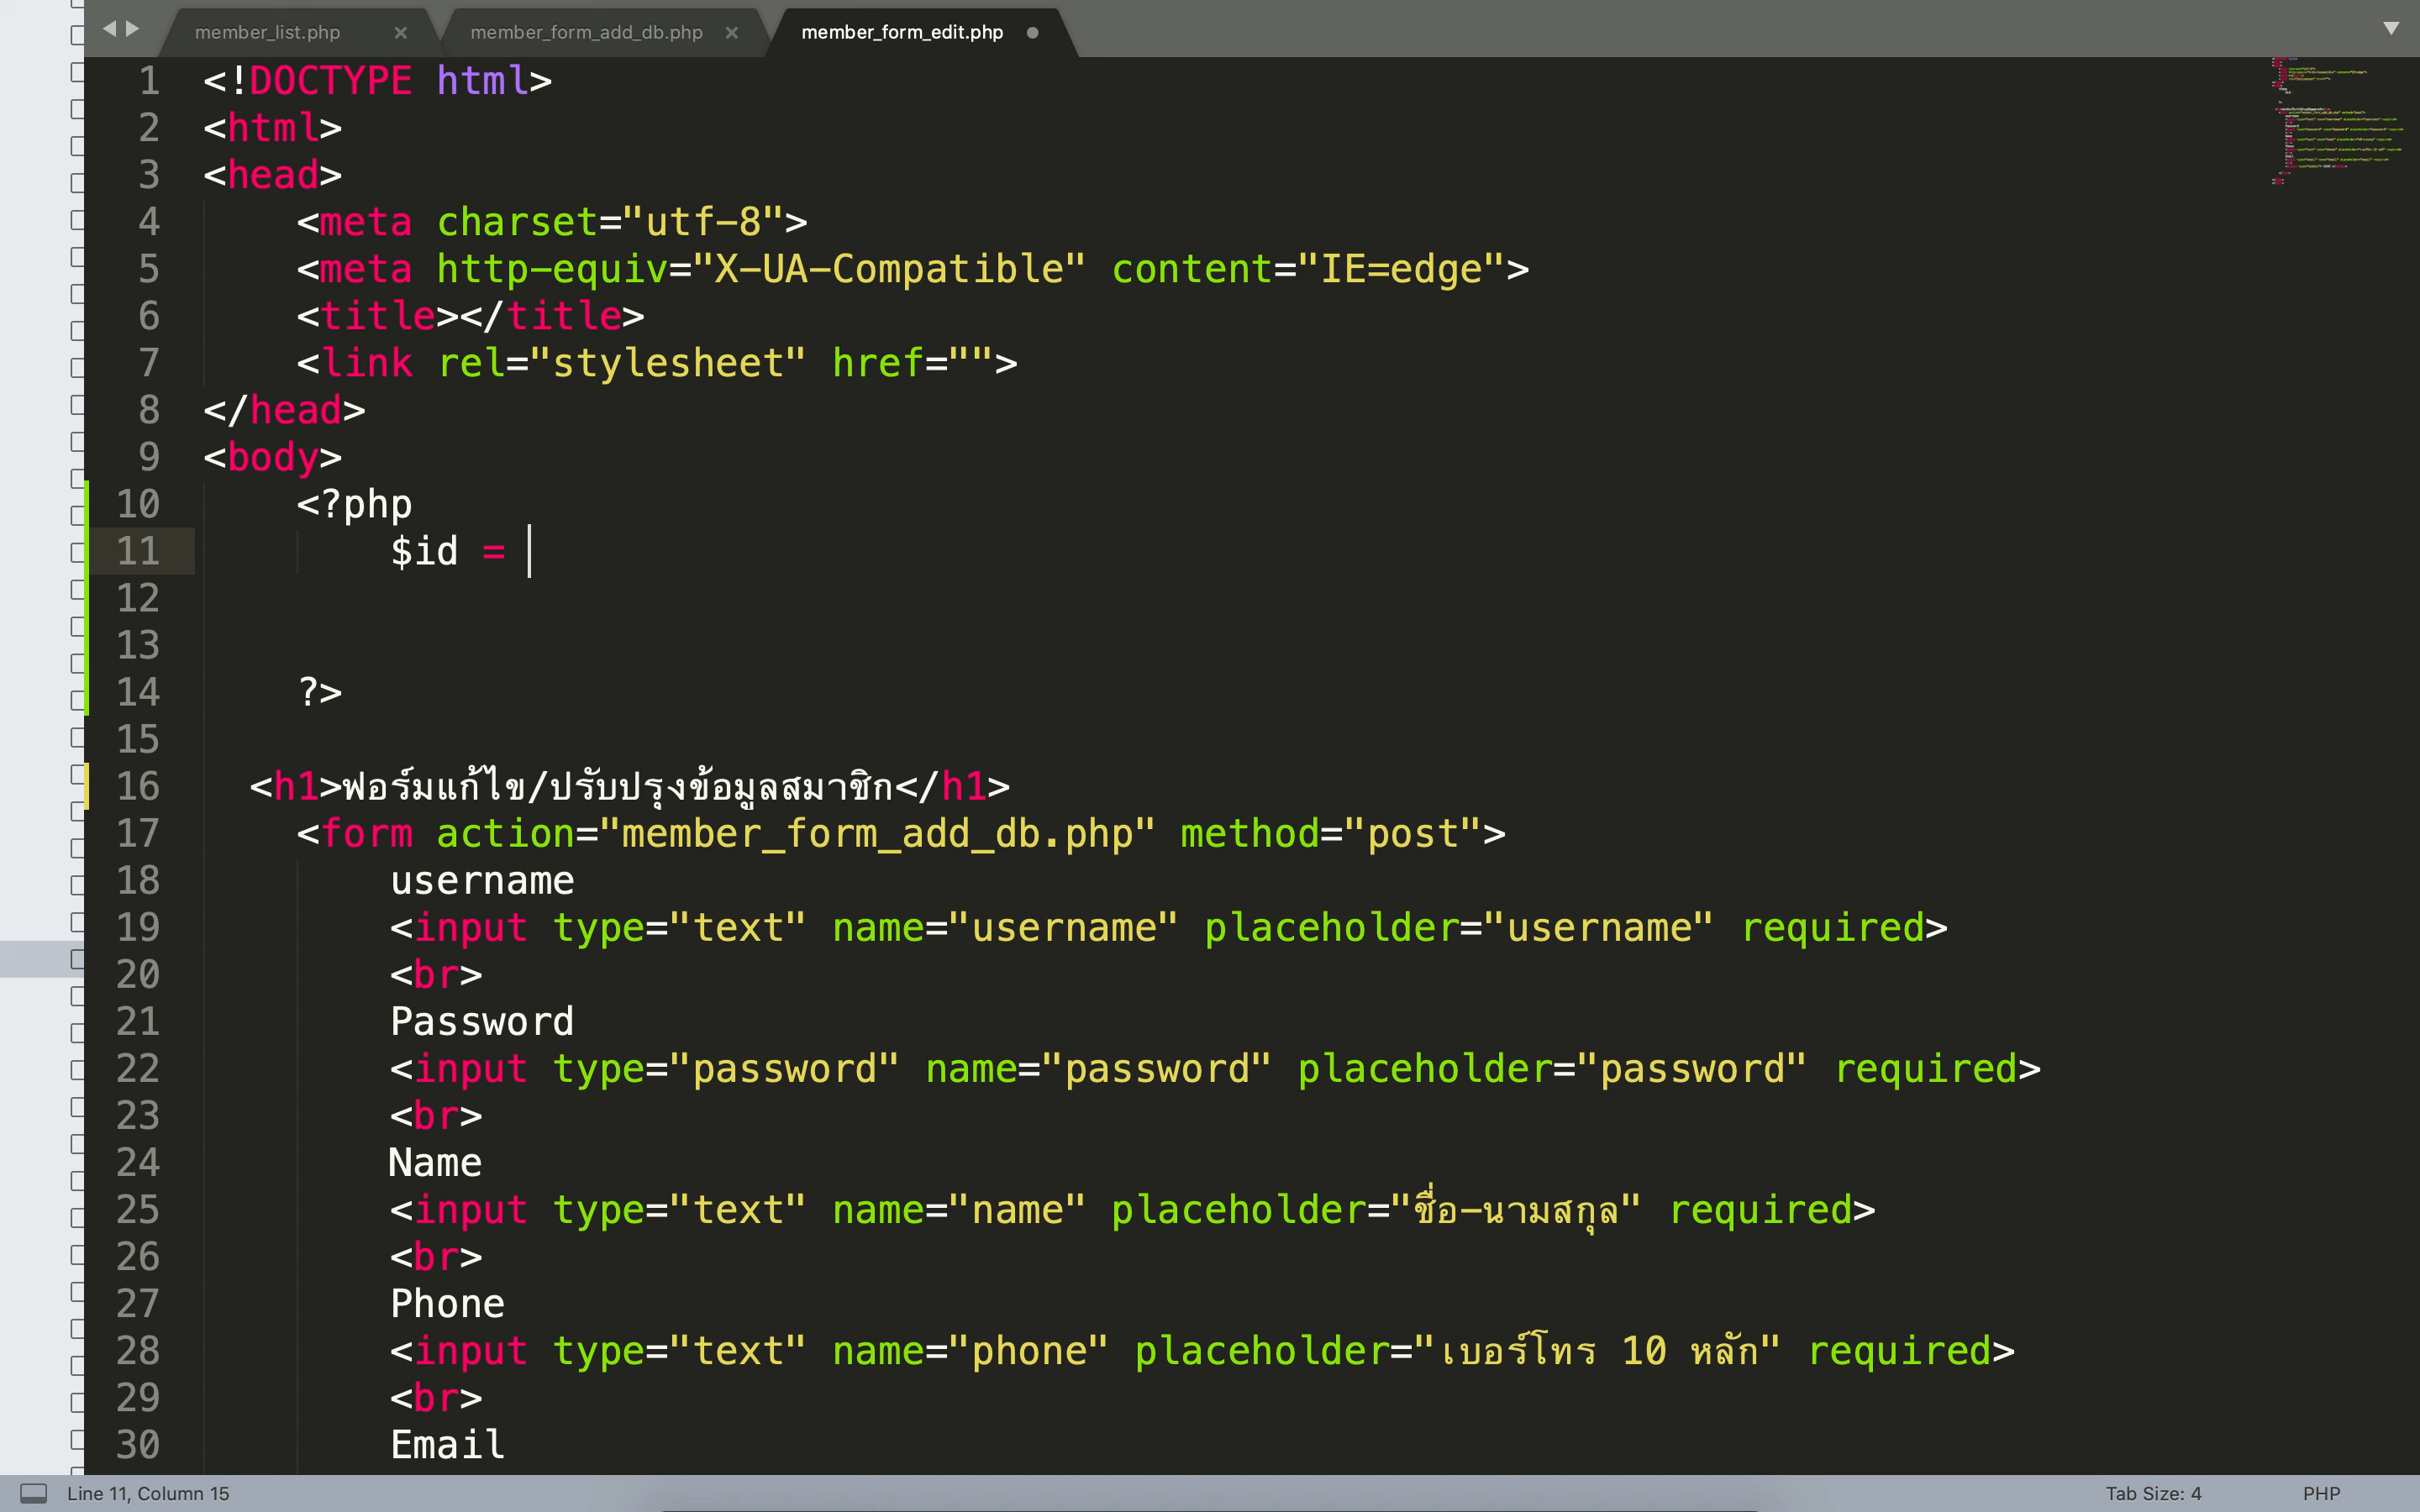 member_list.php × member_form_add_db.php × member_form_edit.php
1 <!DOCTYPE html>
2 <html>
3 <head>
4 <meta charset="utf-8">
5 <meta http-equiv="X-UA-Compatible" content="IE=edge">
6 <title></title>
7 <link rel="stylesheet" href="">
8 </head>
9 <body>
10 <?php
11 $id =
12
13
14 ?>
15
16 <h1>ฟอร์มแก้ไข/ปรับปรุงข้อมูลสมาชิก</h1>
17 <form action="member_form_add_db.php" method="post">
18 username
19 <input type="text" name="username" placeholder="username" required>
20 <br>
21 Password
22 <input type="password" name="password" placeholder="password" required>
23 <br>
24 Name
25 <input type="text" name="name" placeholder="ชื่อ-นามสกุล" required>
26 <br>
27 Phone
28 <input type="text" name="phone" placeholder="เบอร์โทร 10 หลัก" required>
29 <br>
30 Email
Line 11, Column 15 Tab Size: 4 PHP